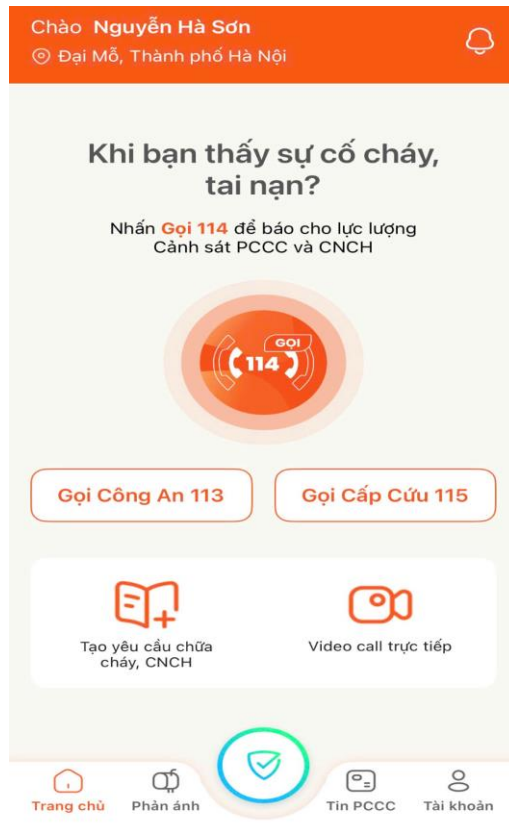 Chào Nguyễn Hà Sơn
Đại Mỗ, Thành phố Hà Nội
Khi bạn thấy sự cố cháy,
tai nạn?
Nhấn Gọi 114 để báo cho lực lượng
Cảnh sát PCCC và CNCH
GỌI
114
Gọi Công An 113
Gọi Cấp Cứu 115
Tạo yêu cầu chữa
cháy, CNCH
Video call trực tiếp
Trang chủ
Phản ánh
Tin PCCC
Tài khoản